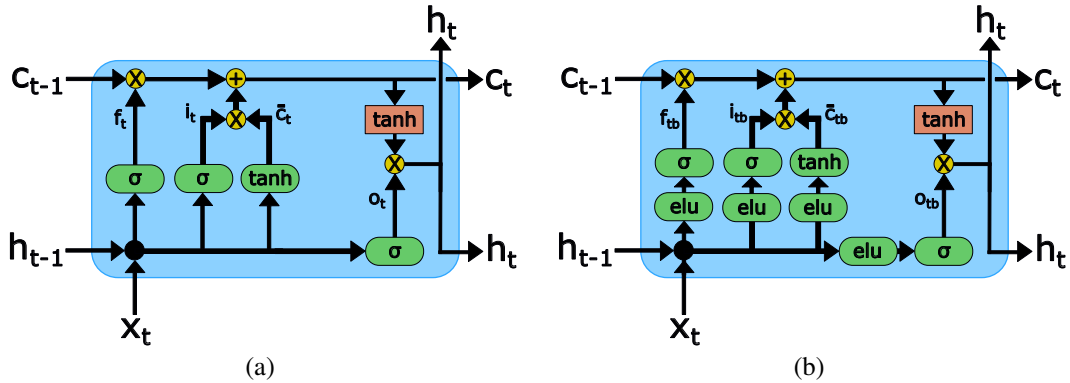 h_t
C_{t-1} x + C_t
f_t i_t x c̄_t tanh
σ σ tanh x
o_t
h_{t-1} σ h_t
x_t
(a)
h_t
C_{t-1} x + C_t
f_{tb} i_{tb} x c̄_{tb} tanh
σ σ tanh x
elu elu elu o_{tb}
h_{t-1} elu σ h_t
x_t
(b)